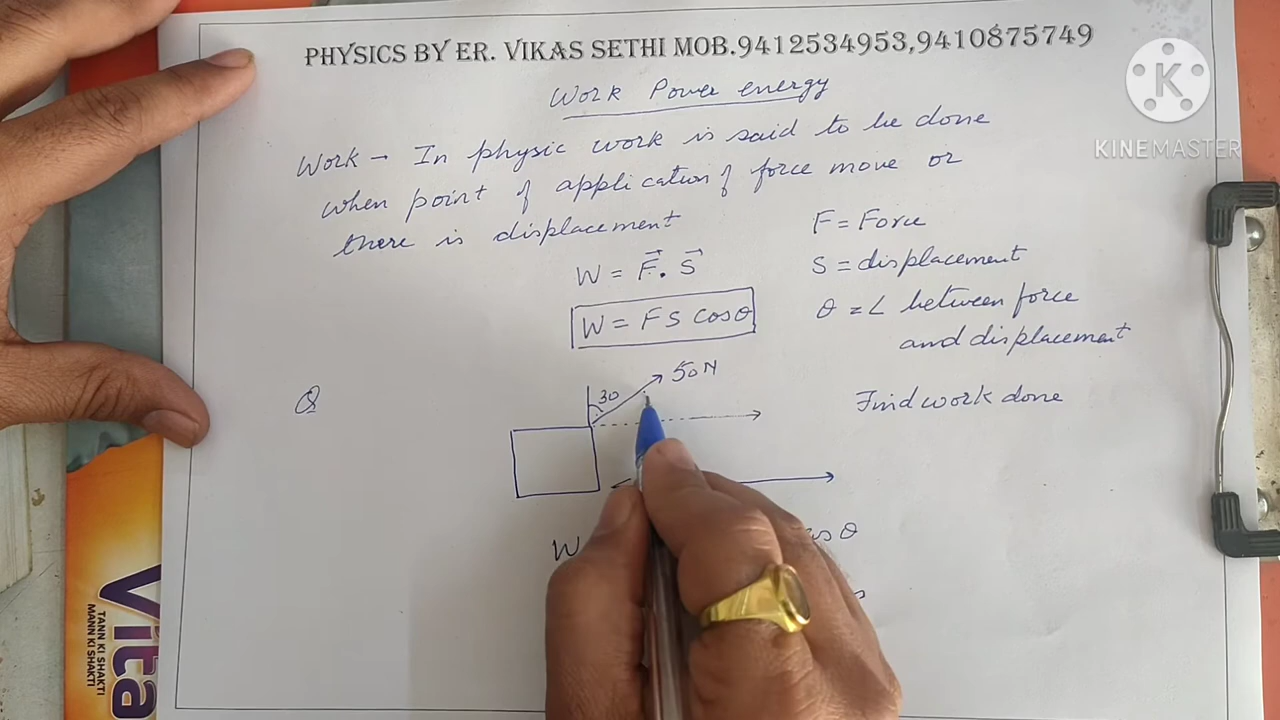 PHYSICS BY ER. VIKAS SETHI MOB.9412534953,9410875749
K
KINEMASTER
Work Power energy
Work → In physic work is said to be done
when point of application of force move or
there is displacement
F = Force
W = F⃗ . S⃗
S = displacement
W = FS cosθ
θ = ∠ between force
and displacement
50N
30
Q
Find work done
W
θ
Vita
TANN KI SHAKTI
MANN KI SHAKTI